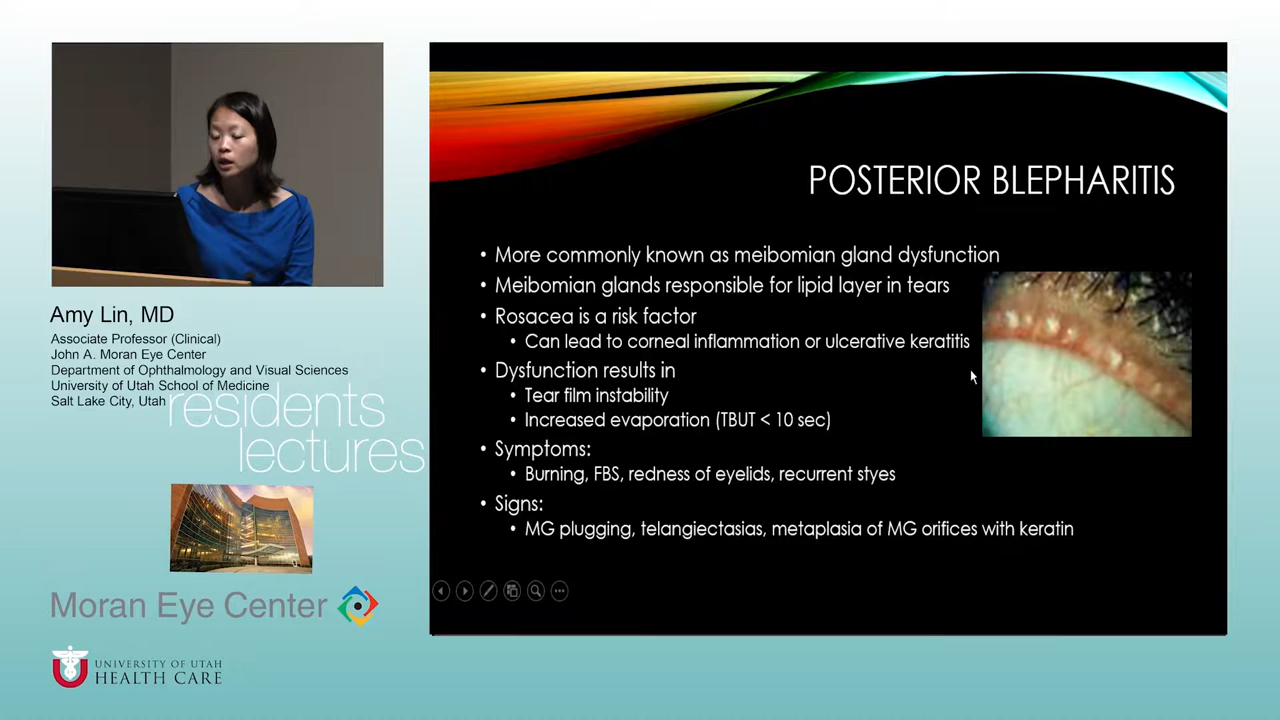 Amy Lin, MD
Associate Professor (Clinical)
John A. Moran Eye Center
Department of Ophthalmology and Visual Sciences
University of Utah School of Medicine
Salt Lake City, Utah
residents
lectures
Moran Eye Center
UNIVERSITY OF UTAH
HEALTH CARE
POSTERIOR BLEPHARITIS
• More commonly known as meibomian gland dysfunction
• Meibomian glands responsible for lipid layer in tears
• Rosacea is a risk factor
• Can lead to corneal inflammation or ulcerative keratitis
• Dysfunction results in
• Tear film instability
• Increased evaporation (TBUT < 10 sec)
• Symptoms:
• Burning, FBS, redness of eyelids, recurrent styes
• Signs:
• MG plugging, telangiectasias, metaplasia of MG orifices with keratin